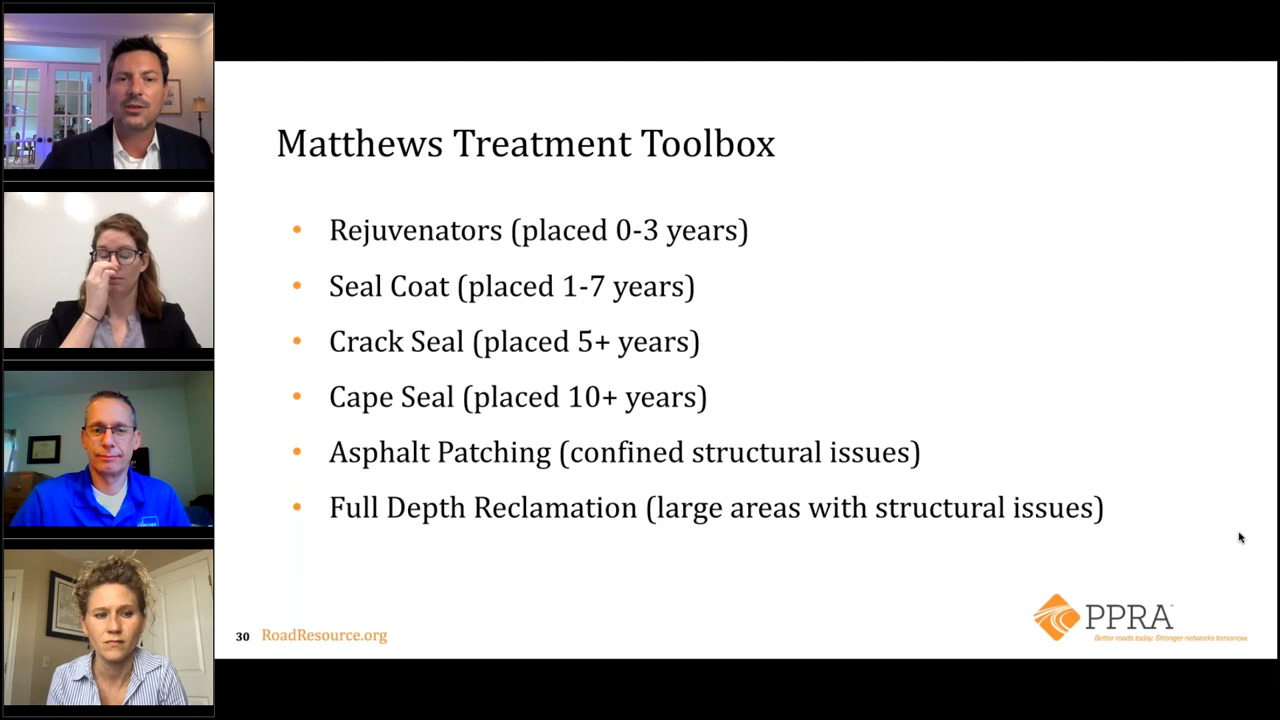 Matthews Treatment Toolbox
• Rejuvenators (placed 0-3 years)
• Seal Coat (placed 1-7 years)
• Crack Seal (placed 5+ years)
• Cape Seal (placed 10+ years)
• Asphalt Patching (confined structural issues)
• Full Depth Reclamation (large areas with structural issues)
30 RoadResource.org
PPRA
Better roads today. Stronger networks tomorrow.